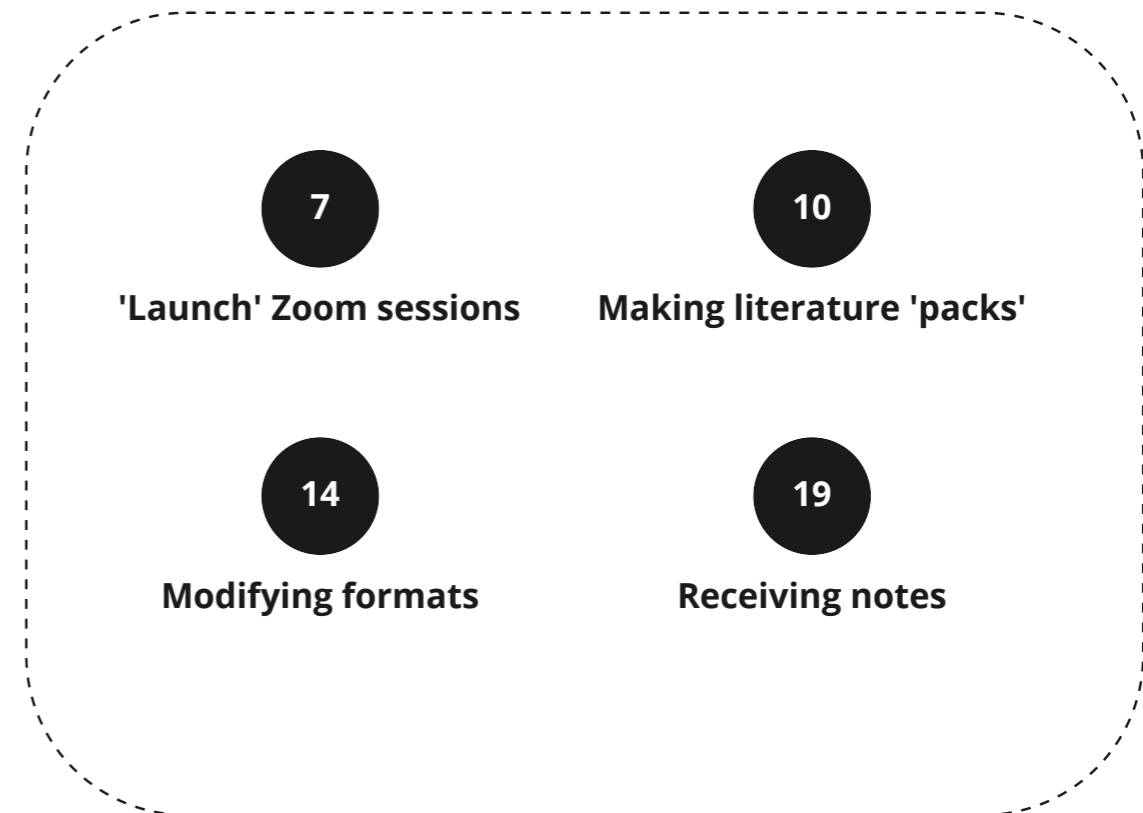 7
10
'Launch' Zoom sessions
Making literature 'packs'
14
19
Modifying formats
Receiving notes